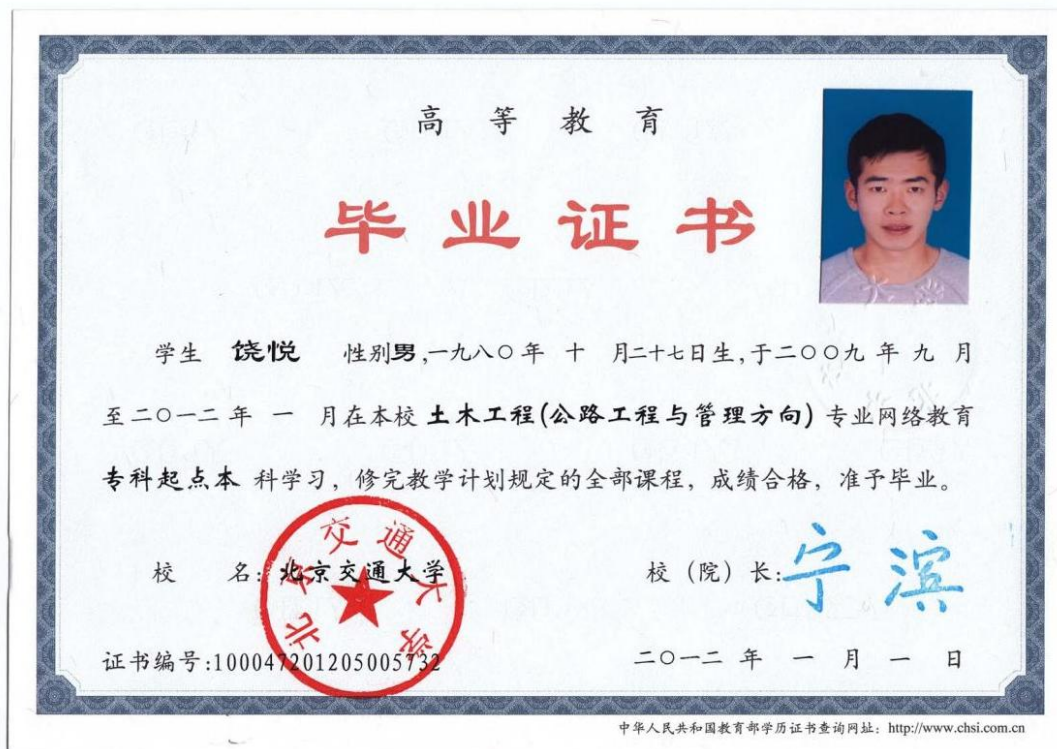 高等教育
毕业证书
学生 饶悦 性别男,一九八〇年 十 月二十七日生,于二〇〇九 年 九 月
至二〇一二 年 一 月在本校 土木工程(公路工程与管理方向) 专业网络教育
专科起点本 科学习，修完教学计划规定的全部课程，成绩合格，准予毕业。
校 名：北京交通大学
校（院）长：宁滨
北京交通大学
证书编号:100047201205005732
二〇一二 年 一 月 一 日
中华人民共和国教育部学历证书查询网址：http://www.chsi.com.cn